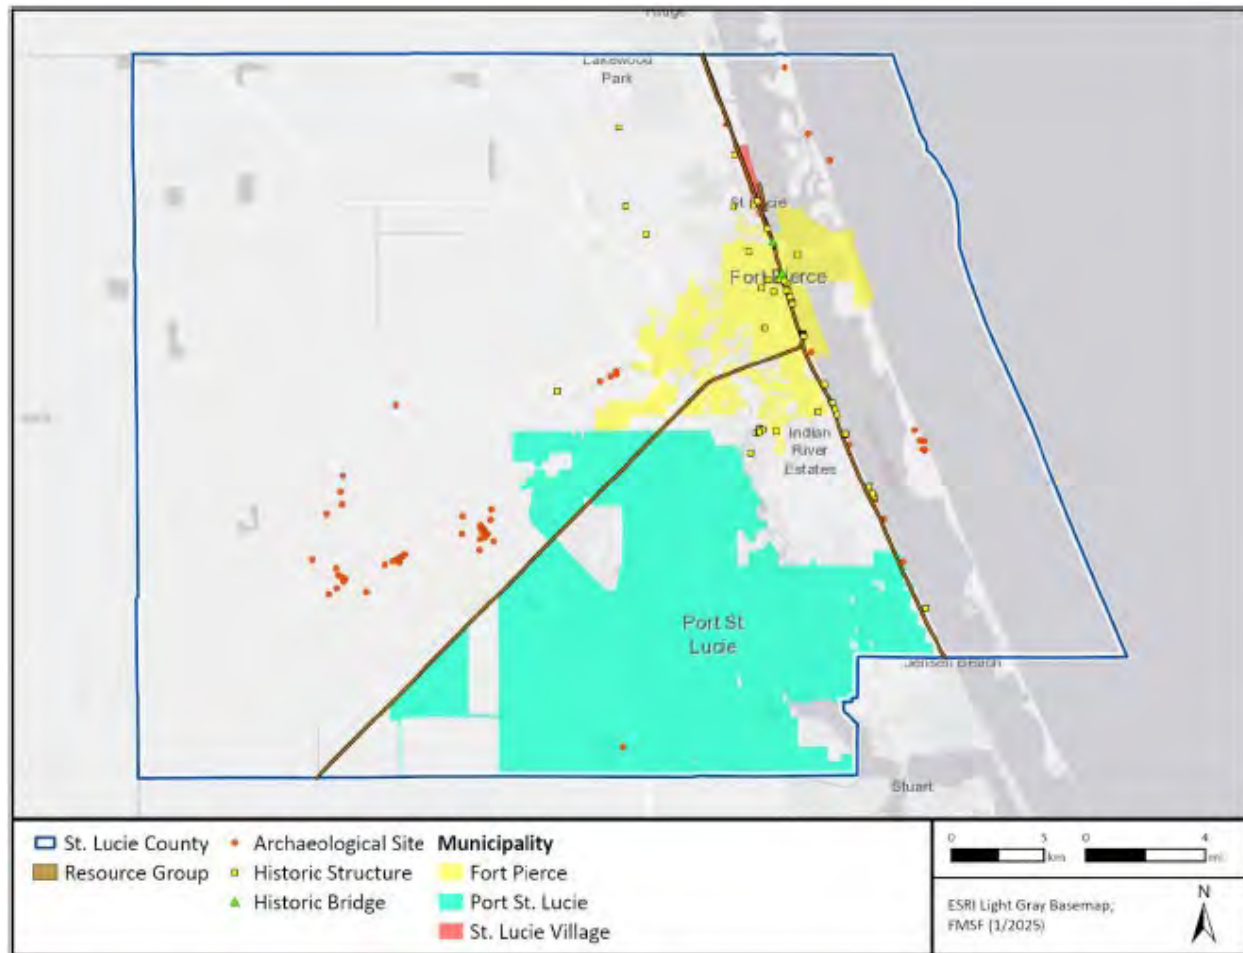 Ridge
Lakewood
Park
St Lucie
Fort Pierce
Indian
River
Estates
Port St
Lucie
Jensen Beach
Stuart
St. Lucie County
Resource Group
Archaeological Site
Historic Structure
Historic Bridge
Municipality
Fort Pierce
Port St. Lucie
St. Lucie Village
0 5 km
0 4 mi
ESRI Light Gray Basemap;
FMSF (1/2025)
N